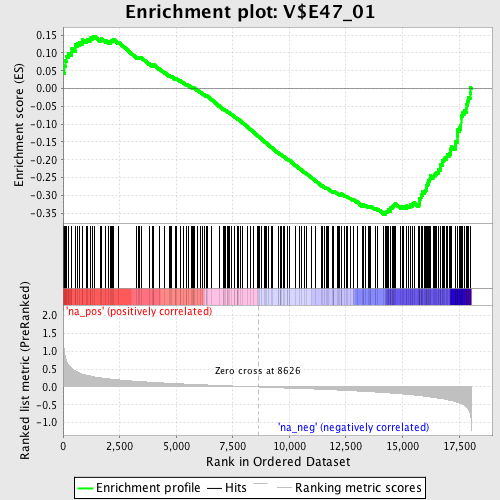 Enrichment plot: V$E47_01
Enrichment score (ES)
0.15
0.10
0.05
0.00
-0.05
-0.10
-0.15
-0.20
-0.25
-0.30
-0.35
'na_pos' (positively correlated)
Ranked list metric (PreRanked)
2.0
1.5
1.0
0.5
0.0
-0.5
-1.0
Zero cross at 8626
'na_neg' (negatively correlated)
0
2,500
5,000
7,500
10,000
12,500
15,000
17,500
Rank in Ordered Dataset
Enrichment profile
Hits
Ranking metric scores